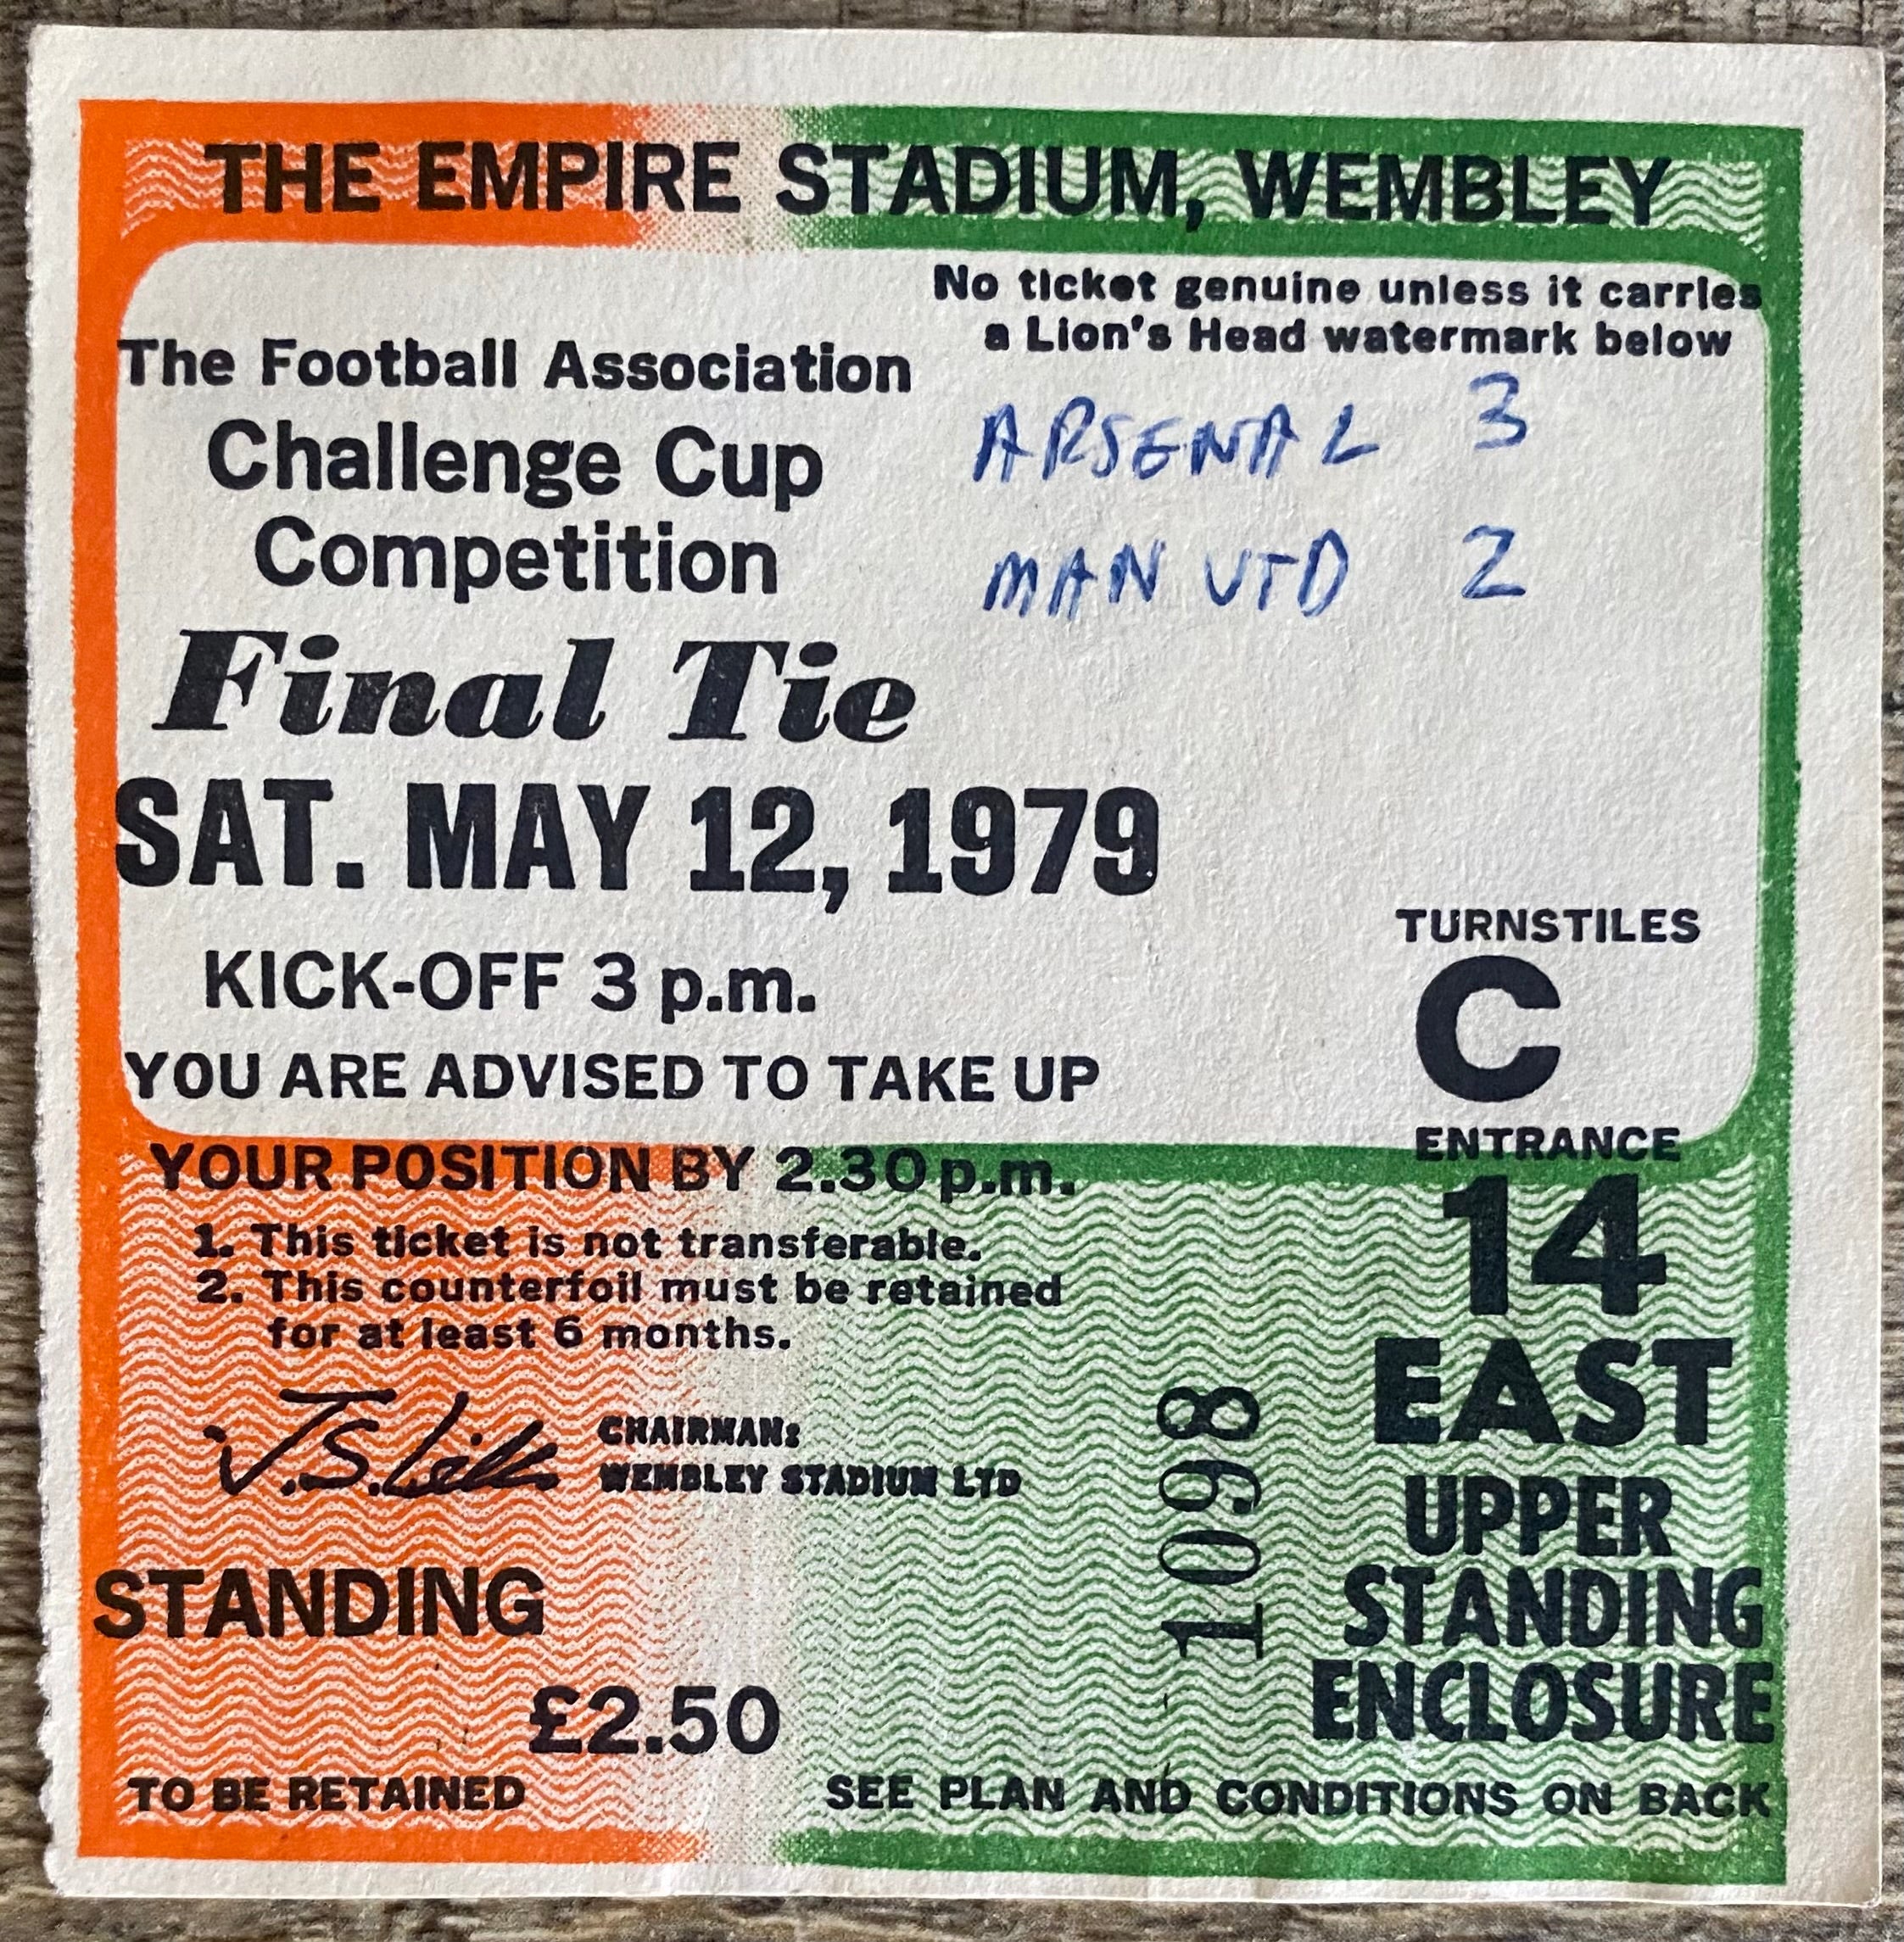 THE EMPIRE STADIUM, WEMBLEY
No ticket genuine unless it carries
a Lion's Head watermark below
The Football Association
Challenge Cup
Competition
ARSENAL 3
MAN UTD 2
Final Tie
SAT. MAY 12, 1979
KICK-OFF 3 p.m.
YOU ARE ADVISED TO TAKE UP
YOUR POSITION BY 2.30 p.m.
TURNSTILES
C
ENTRANCE
14
EAST
UPPER
STANDING
ENCLOSURE
1. This ticket is not transferable.
2. This counterfoil must be retained
for at least 6 months.
CHAIRMAN:
WEMBLEY STADIUM LTD
1098
STANDING
£2.50
TO BE RETAINED
SEE PLAN AND CONDITIONS ON BACK